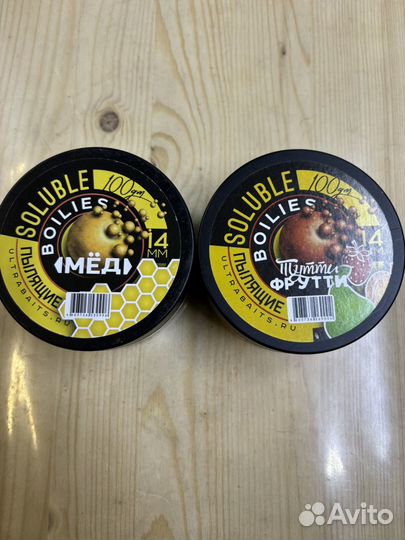 SOLUBLE
100gm
BOILIES
14
MM
МЁД
ПЫЛЯЩИЕ
ULTRABAITS.RU
SOLUBLE
100gm
BOILIES
14
MM
Тутти
ФРУТТИ
ПЫЛЯЩИЕ
ULTRABAITS.RU
Avito